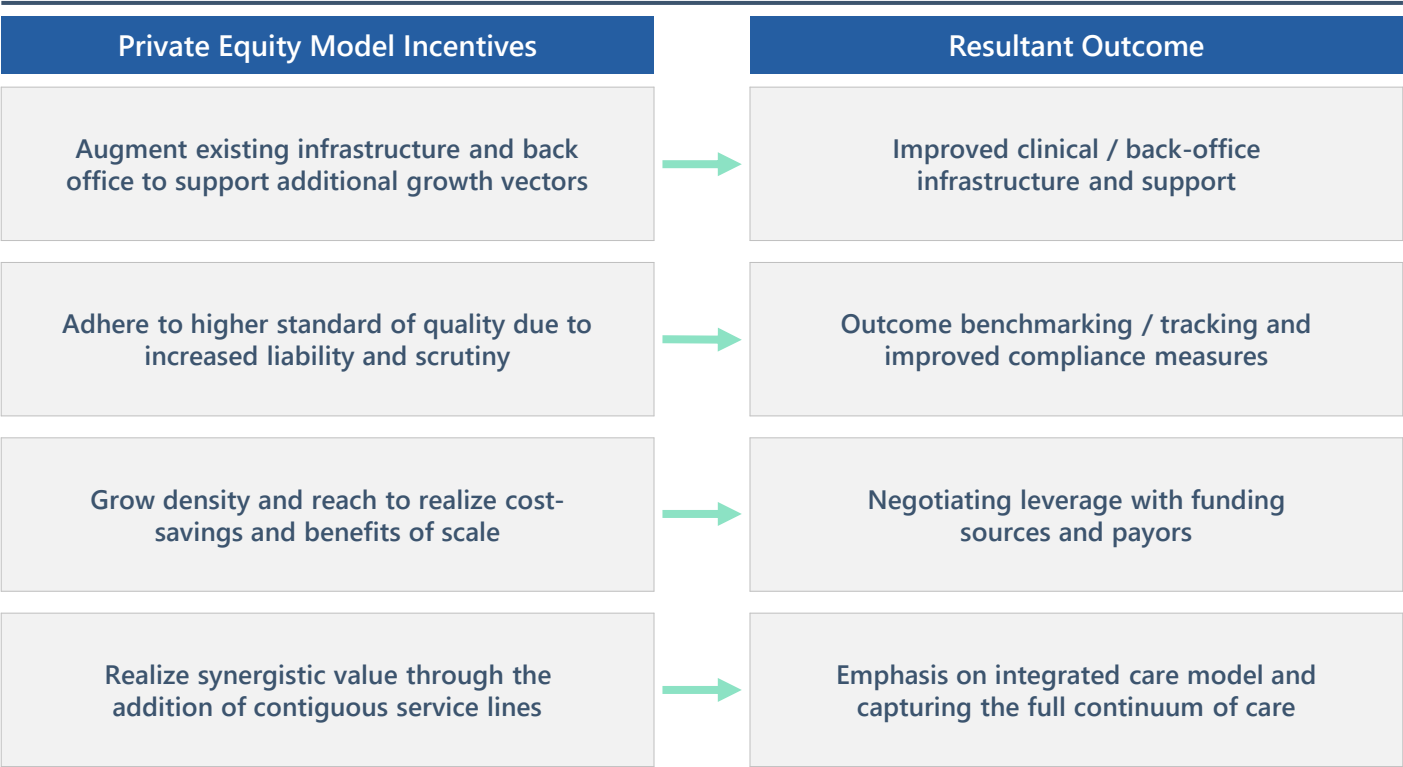 Private Equity Model Incentives
Resultant Outcome
Augment existing infrastructure and back
office to support additional growth vectors
Improved clinical / back-office
infrastructure and support
Adhere to higher standard of quality due to
increased liability and scrutiny
Outcome benchmarking / tracking and
improved compliance measures
Grow density and reach to realize cost-
savings and benefits of scale
Negotiating leverage with funding
sources and payors
Realize synergistic value through the
addition of contiguous service lines
Emphasis on integrated care model and
capturing the full continuum of care